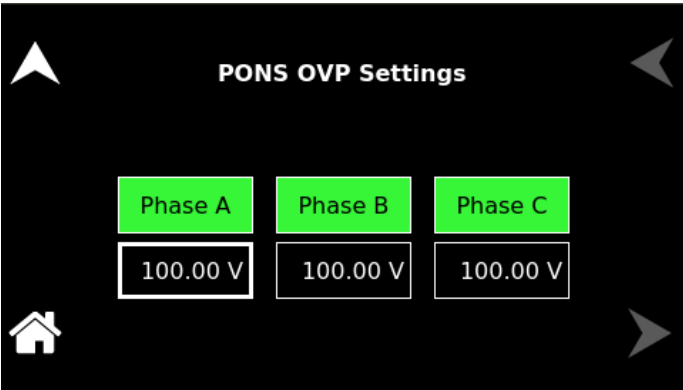 PONS OVP Settings
Phase A Phase B Phase C
100.00 V 100.00 V 100.00 V